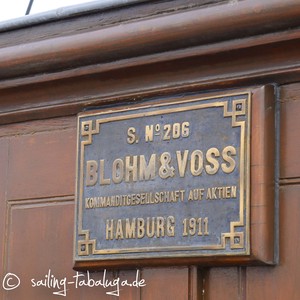 S. Nº 206
BLOHM&VOSS
KOMMANDITGESELLSCHAFT AUF AKTIEN
HAMBURG 1911
© sailing-tabaluga.de